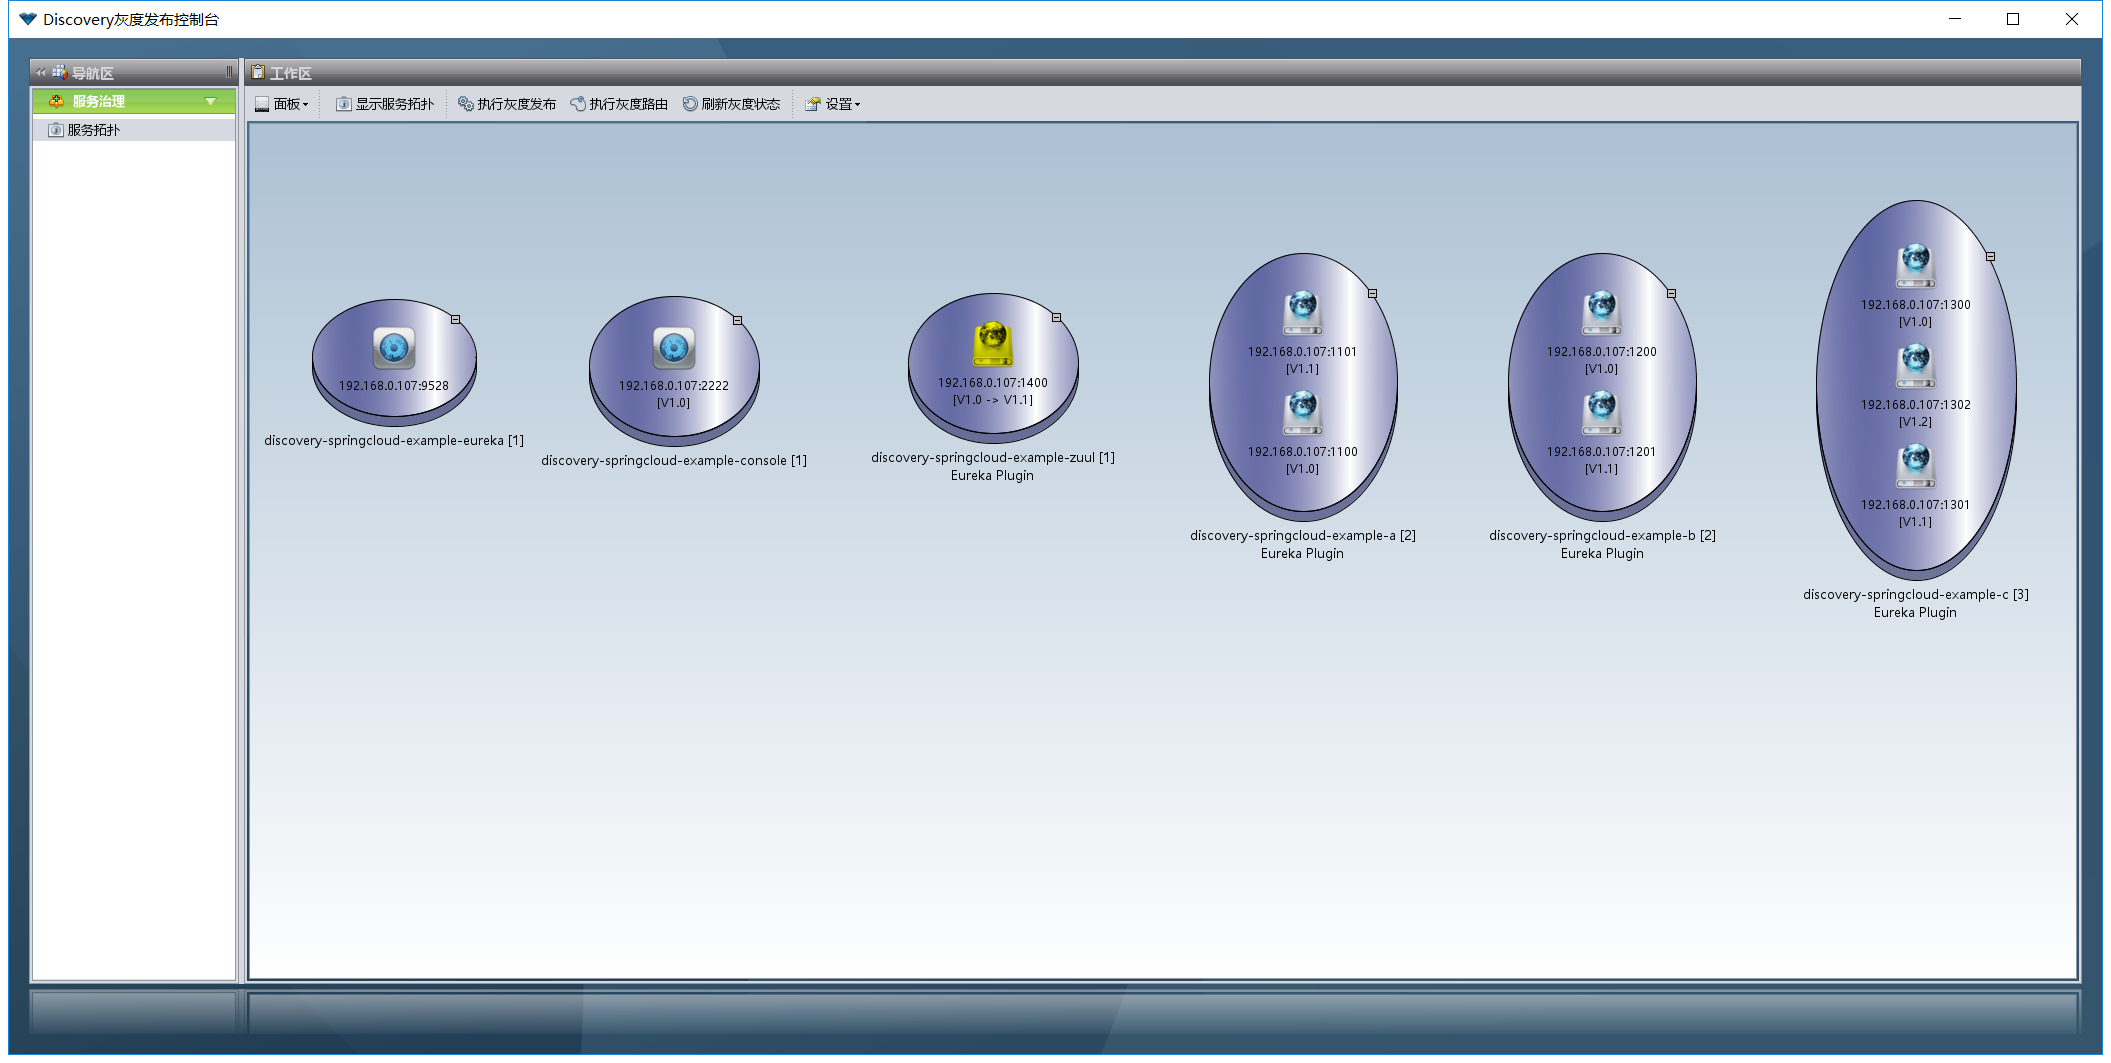 Discovery灰度发布控制台
导航区
工作区
服务治理
服务拓扑
面板
显示服务拓扑
执行灰度发布
执行灰度路由
刷新灰度状态
设置
192.168.0.107:9528
discovery-springcloud-example-eureka [1]
192.168.0.107:2222
[V1.0]
discovery-springcloud-example-console [1]
192.168.0.107:1400
[V1.0 -> V1.1]
discovery-springcloud-example-zuul [1]
Eureka Plugin
192.168.0.107:1101
[V1.1]
192.168.0.107:1100
[V1.0]
discovery-springcloud-example-a [2]
Eureka Plugin
192.168.0.107:1200
[V1.0]
192.168.0.107:1201
[V1.1]
discovery-springcloud-example-b [2]
Eureka Plugin
192.168.0.107:1300
[V1.0]
192.168.0.107:1302
[V1.2]
192.168.0.107:1301
[V1.1]
discovery-springcloud-example-c [3]
Eureka Plugin